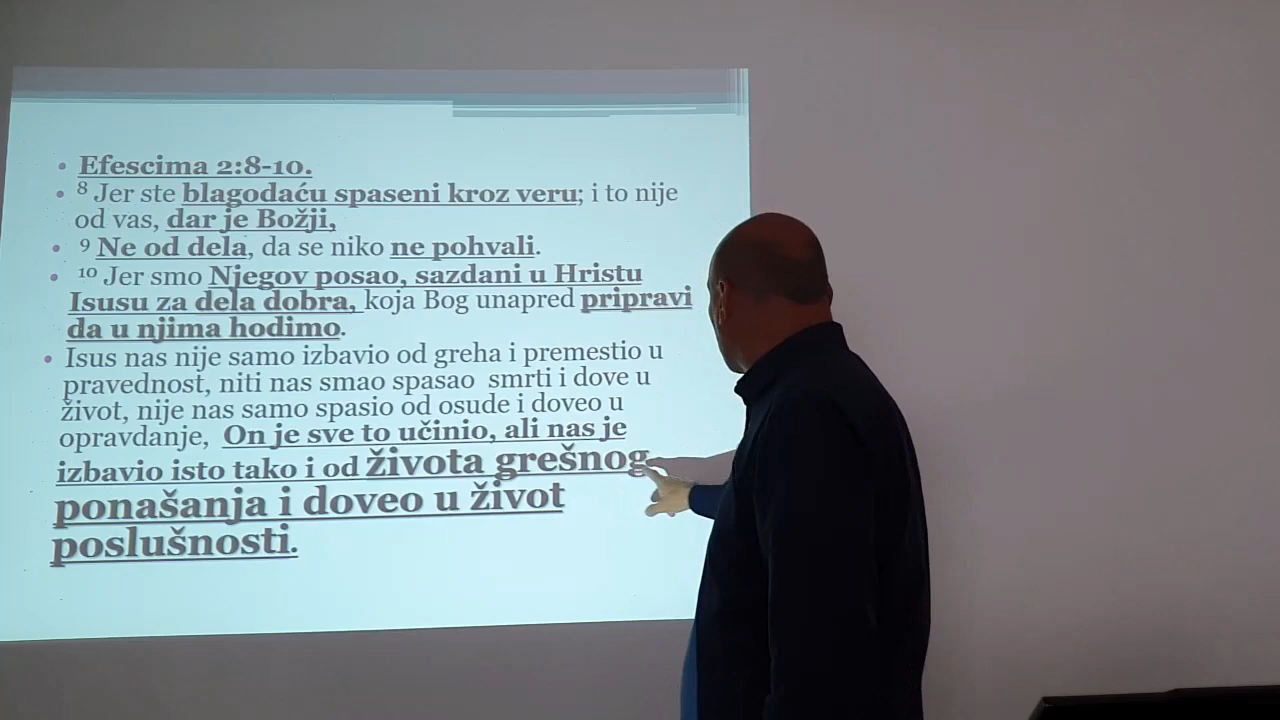 • Efescima 2:8-10.
• ⁸ Jer ste blagodaću spaseni kroz veru; i to nije
od vas, dar je Božji,
• ⁹ Ne od dela, da se niko ne pohvali.
• ¹⁰ Jer smo Njegov posao, sazdani u Hristu
Isusu za dela dobra, koja Bog unapred pripravi
da u njima hodimo.
• Isus nas nije samo izbavio od greha i premestio u
pravednost, niti nas smao spasao smrti i dove u
život, nije nas samo spasio od osude i doveo u
opravdanje, On je sve to učinio, ali nas je
izbavio isto tako i od života grešnog
ponašanja i doveo u život
poslušnosti.